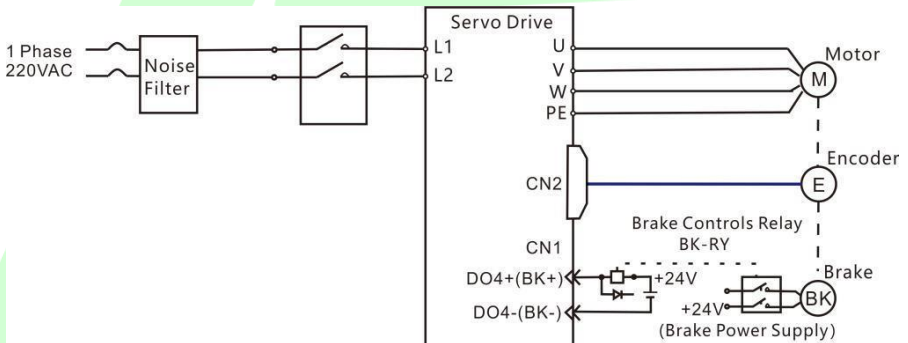 Servo Drive
1 Phase
220VAC
Noise
Filter
L1
L2
U
V
W
PE
Motor
M
CN2
Encoder
E
CN1
Brake Controls Relay
BK-RY
DO4+(BK+)
+24V
DO4-(BK-)
+24V
Brake
BK
(Brake Power Supply)